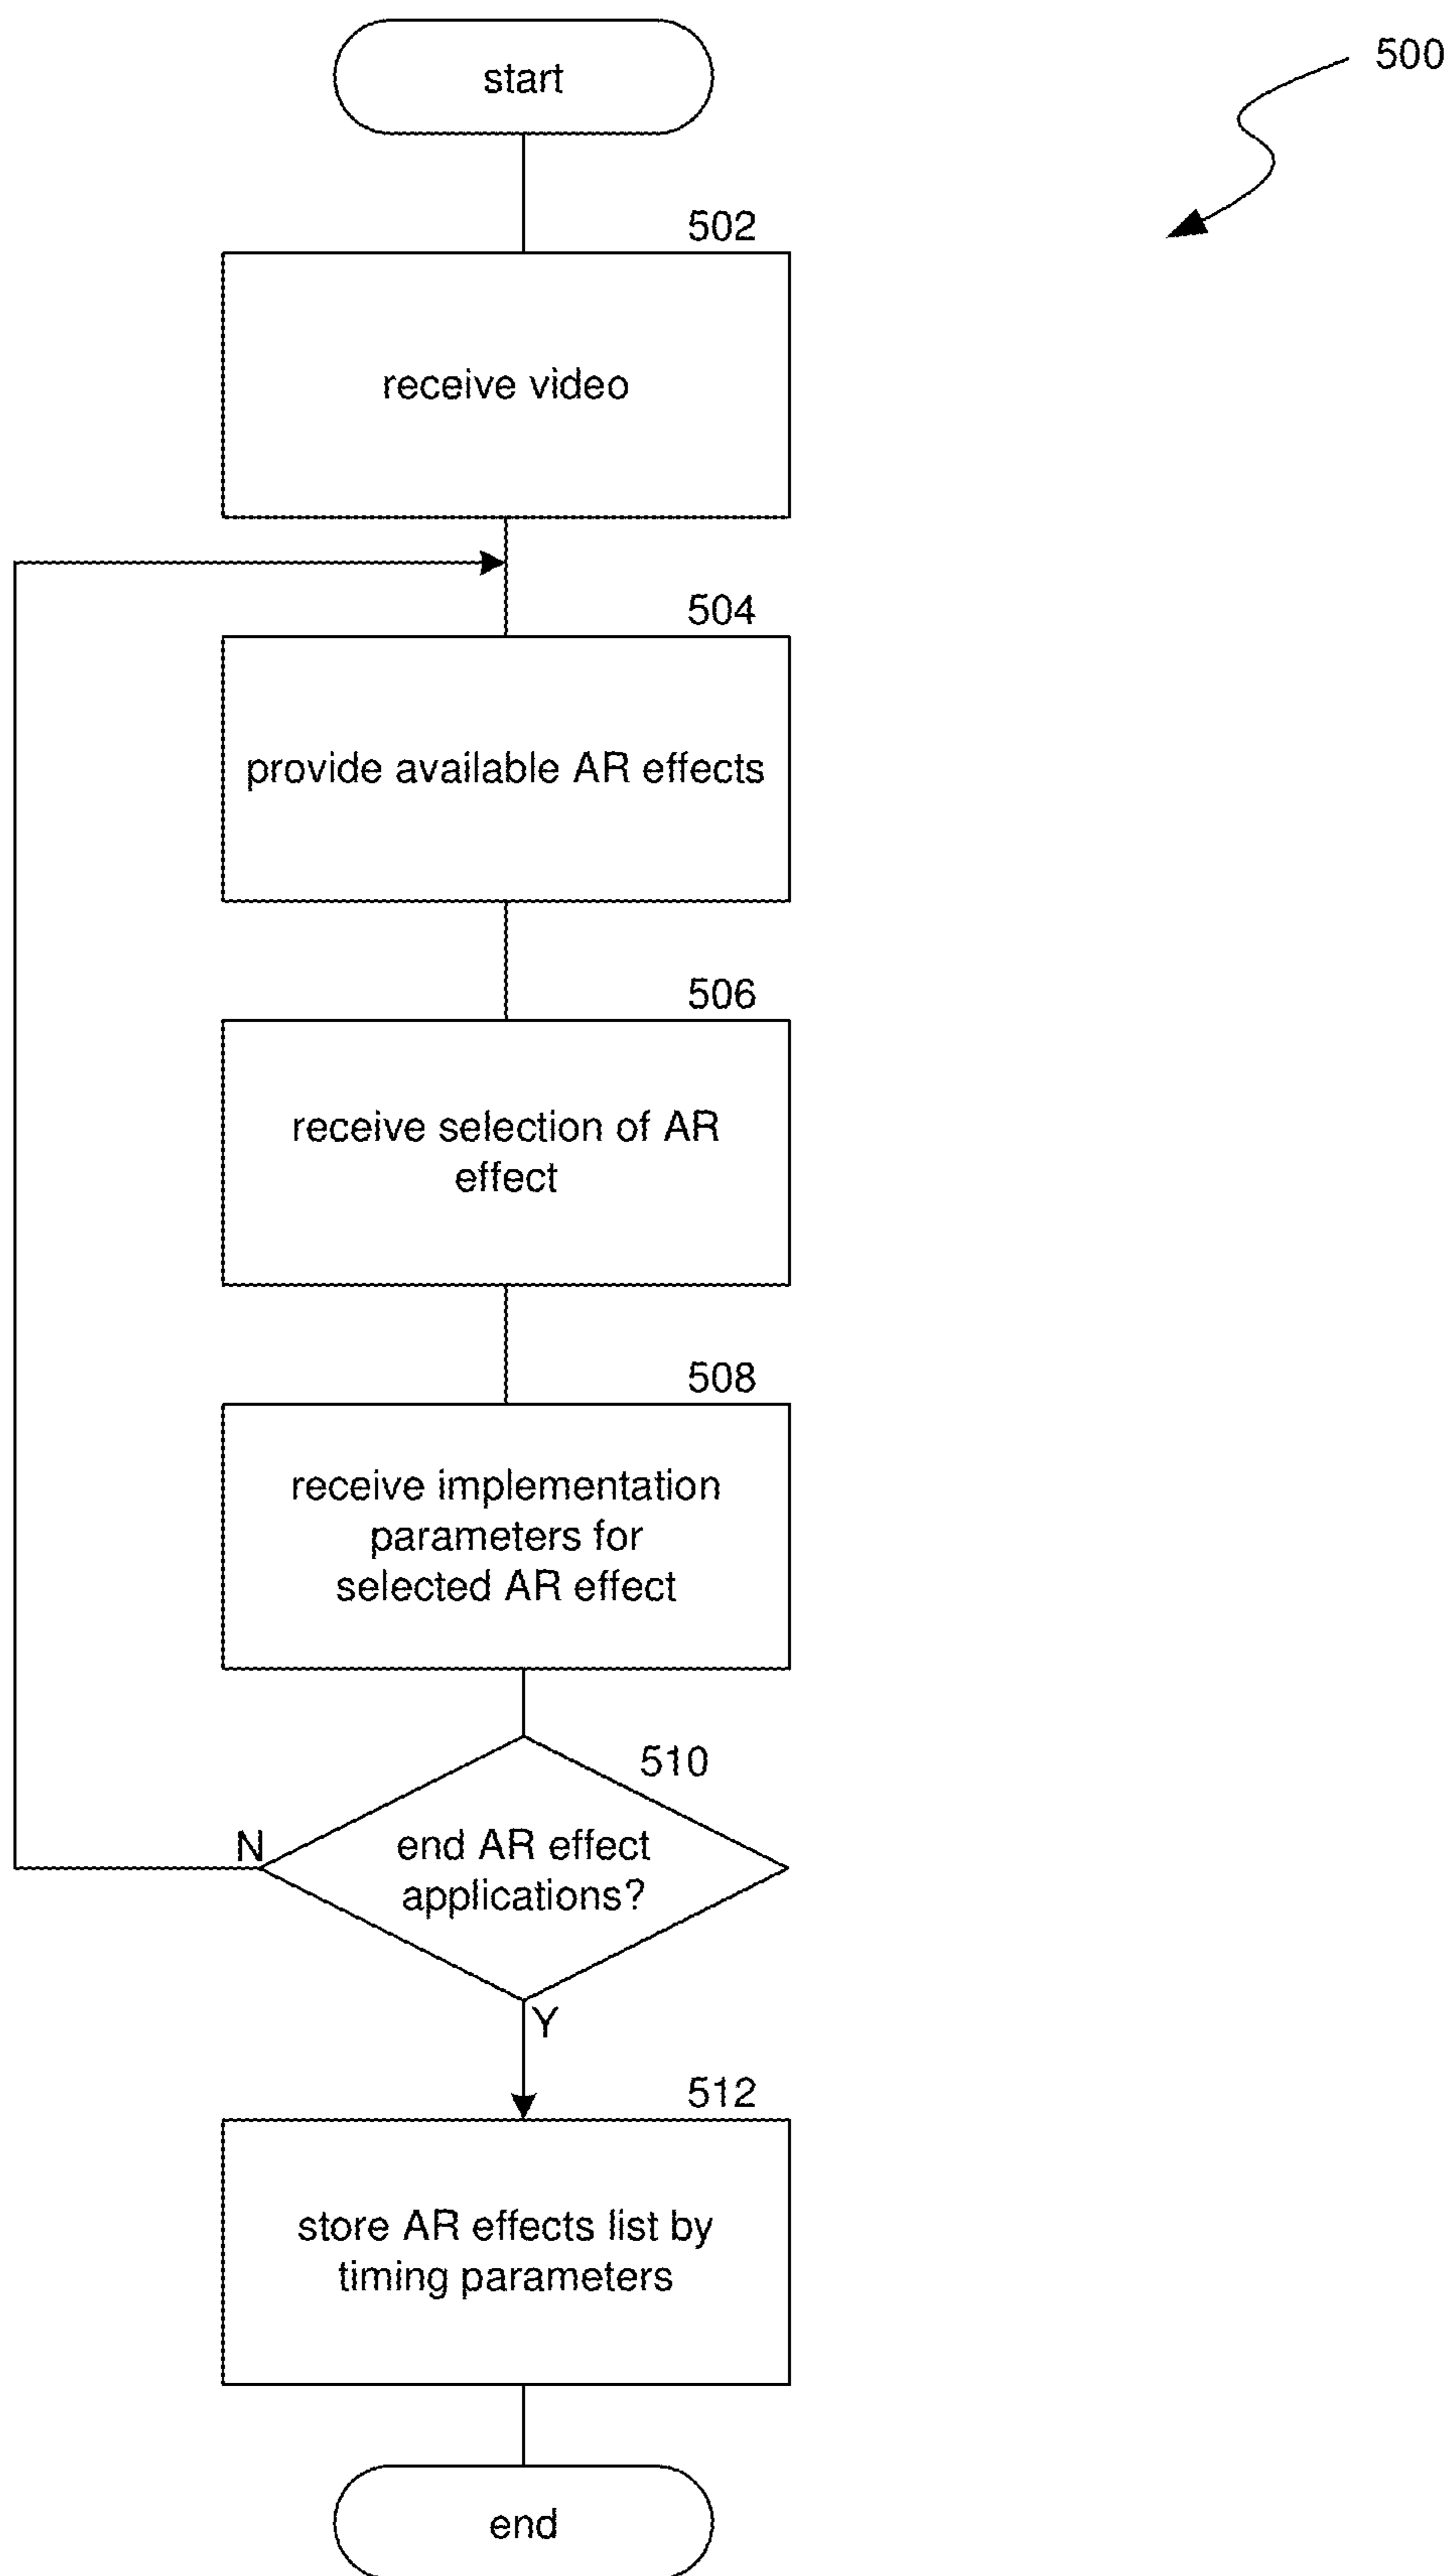 start
500
502
receive video
504
provide available AR effects
506
receive selection of AR
effect
508
receive implementation
parameters for
selected AR effect
510
end AR effect
applications?
N
Y
512
store AR effects list by
timing parameters
end